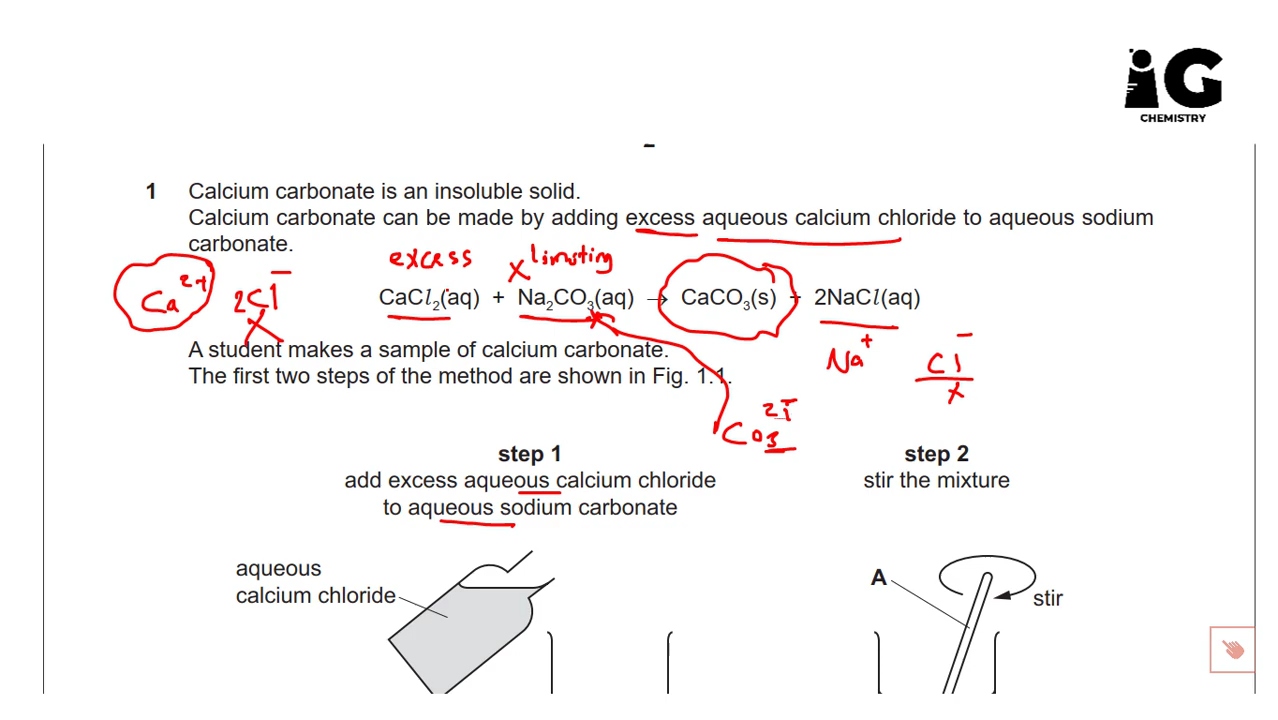 iG
CHEMISTRY
1 Calcium carbonate is an insoluble solid.
Calcium carbonate can be made by adding excess aqueous calcium chloride to aqueous sodium
carbonate.
excess x limiting
Ca²⁺ 2Cl⁻
CaCl₂(aq) + Na₂CO₃(aq) → CaCO₃(s) + 2NaCl(aq)
A student makes a sample of calcium carbonate.
Na⁺ Cl⁻
The first two steps of the method are shown in Fig. 1.1.
x
CO₃²⁻
step 1 step 2
add excess aqueous calcium chloride stir the mixture
to aqueous sodium carbonate
aqueous
calcium chloride
A
stir